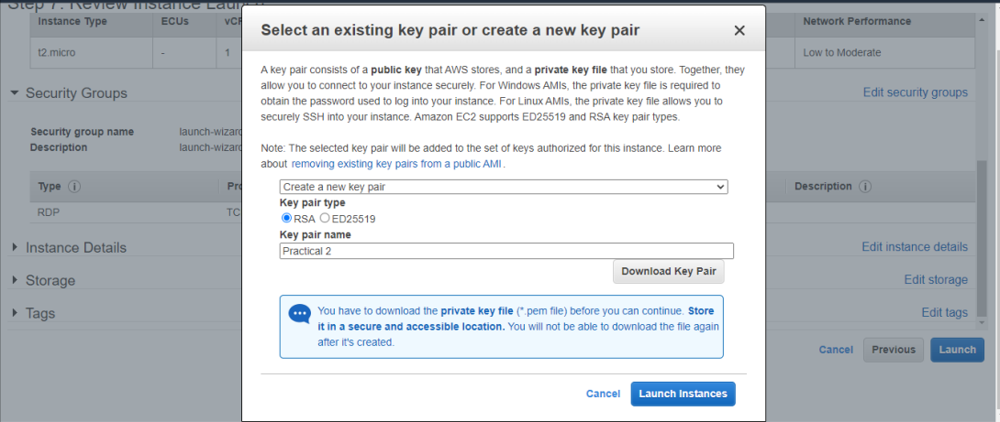 Step 7: Review Instance Launch
Select an existing key pair or create a new key pair
Instance Type ECUs vCP Network Performance
t2.micro - 1 Low to Moderate
A key pair consists of a public key that AWS stores, and a private key file that you store. Together, they
allow you to connect to your instance securely. For Windows AMIs, the private key file is required to
obtain the password used to log into your instance. For Linux AMIs, the private key file allows you to
securely SSH into your instance. Amazon EC2 supports ED25519 and RSA key pair types.
Security Groups Edit security groups
Security group name launch-wizar
Description launch-wizar
Note: The selected key pair will be added to the set of keys authorized for this instance. Learn more
about removing existing key pairs from a public AMI.
Type Pro Description
RDP TC
Create a new key pair
Key pair type
RSA ED25519
Key pair name
Practical 2
Download Key Pair
Instance Details Edit instance details
Storage Edit storage
Tags Edit tags
You have to download the private key file (*.pem file) before you can continue. Store
it in a secure and accessible location. You will not be able to download the file again
after it's created.
Cancel Previous Launch
Cancel Launch Instances